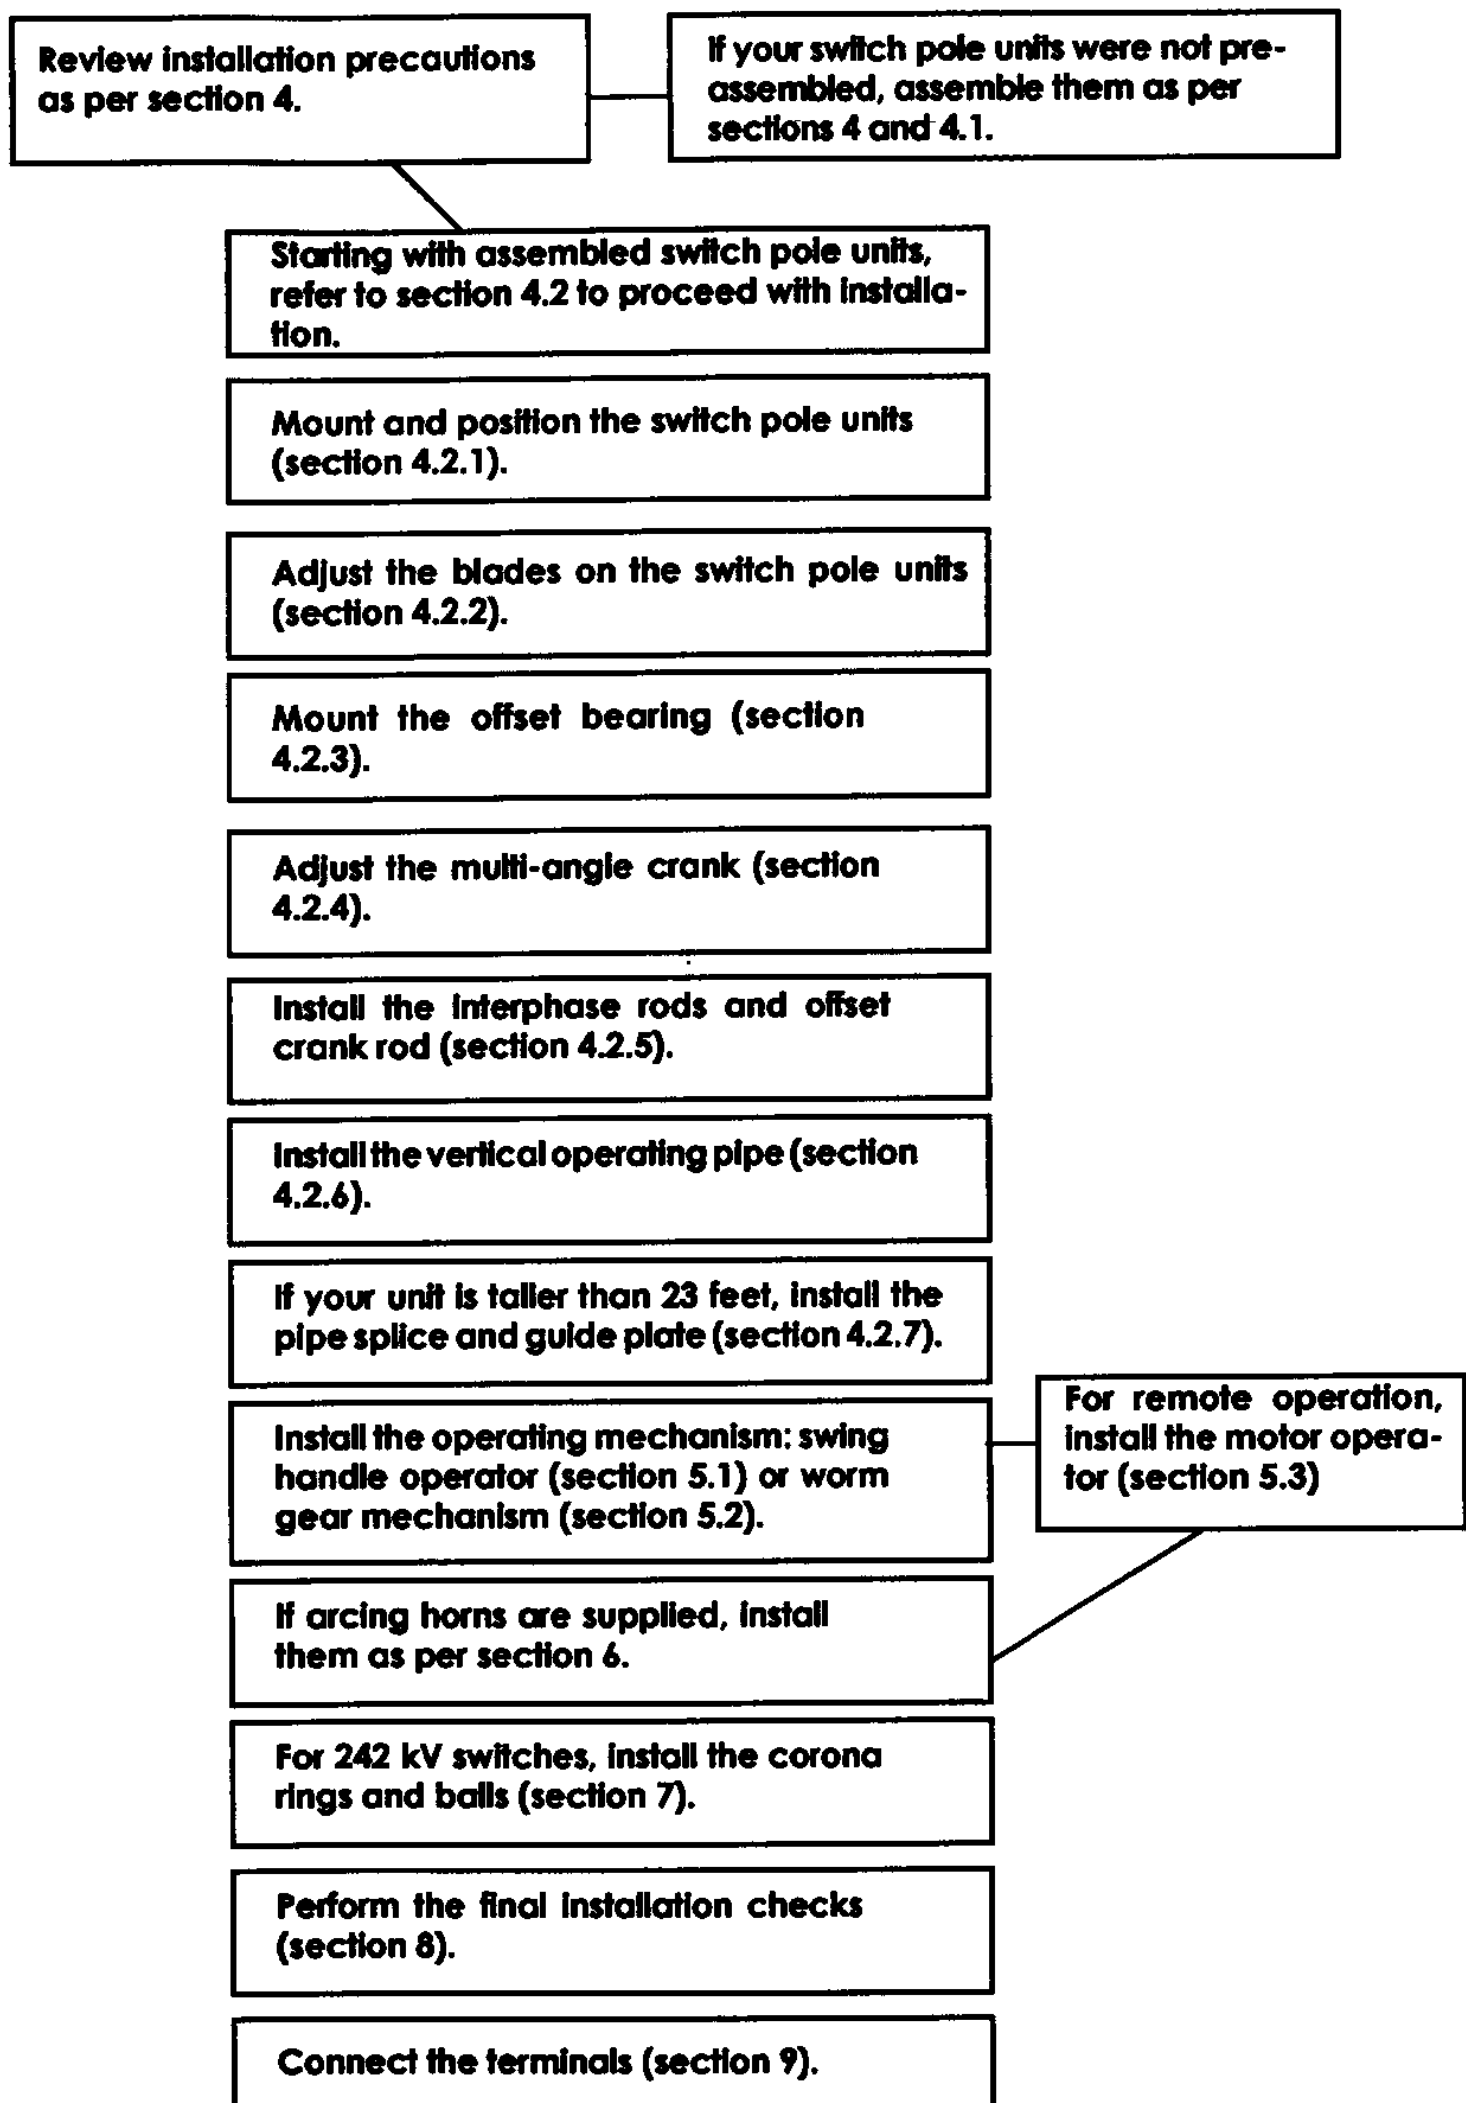 Review installation precautions
as per section 4.
If your switch pole units were not pre-
assembled, assemble them as per
sections 4 and 4.1.
Starting with assembled switch pole units,
refer to section 4.2 to proceed with installa-
tion.
Mount and position the switch pole units
(section 4.2.1).
Adjust the blades on the switch pole units
(section 4.2.2).
Mount the offset bearing (section
4.2.3).
Adjust the multi-angle crank (section
4.2.4).
Install the interphase rods and offset
crank rod (section 4.2.5).
Install the vertical operating pipe (section
4.2.6).
If your unit is taller than 23 feet, install the
pipe splice and guide plate (section 4.2.7).
Install the operating mechanism: swing
handle operator (section 5.1) or worm
gear mechanism (section 5.2).
For remote operation,
install the motor opera-
tor (section 5.3)
If arcing horns are supplied, install
them as per section 6.
For 242 kV switches, install the corona
rings and balls (section 7).
Perform the final installation checks
(section 8).
Connect the terminals (section 9).